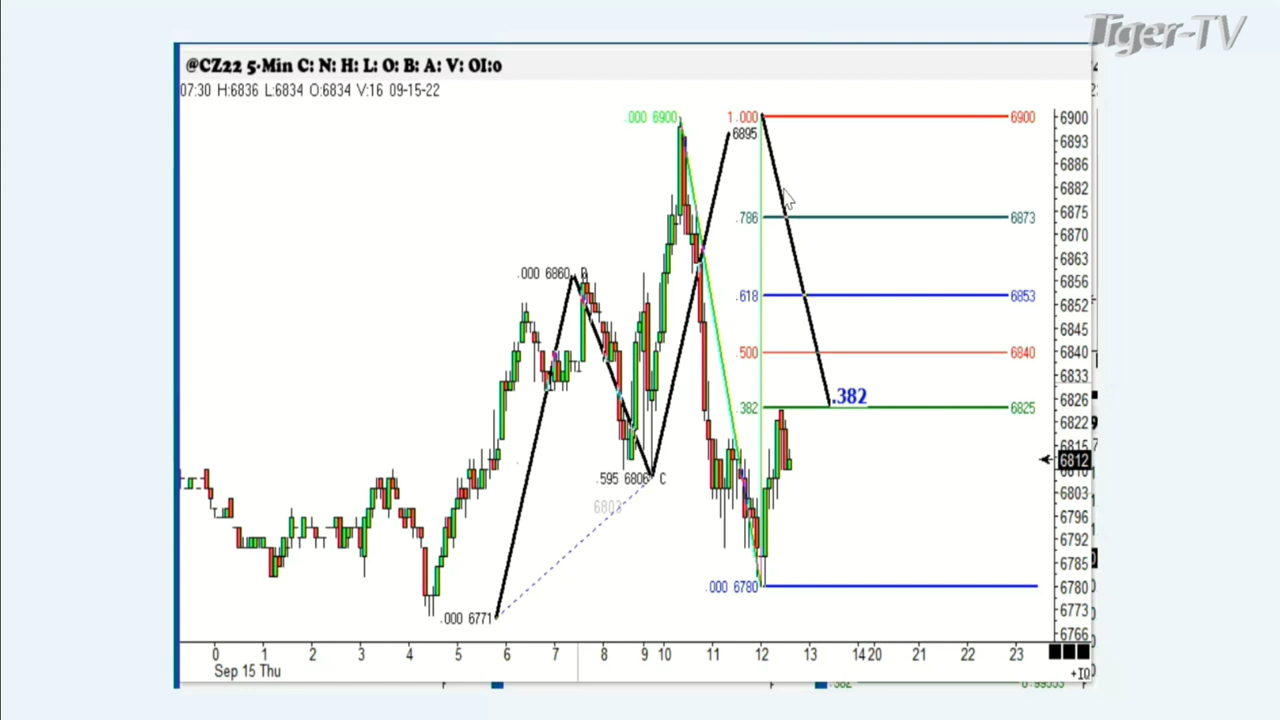 Tiger-TV
@CZ22 5-Min C: N: H: L: O: B: A: V: OI:0
07:30 H:6836 L:6834 O:6834 V:16 09-15-22
.000 6900 1.000 6900 6900
6895 6893
6886
6882
.786 6873 6875
6870
6863
.000 6860 B 6856
.618 6853 6852
6845
.500 6840 6840
6833
.382 6826
.382 6825
6822
6815
6812
6810
.595 6806 C
6803 6803
6796
6792
6785
.000 6780 6780
6773
.000 6771
6766
0 1 2 3 4 5 6 7 8 9 10 11 12 13 14 20 21 22 23
Sep 15 Thu
+IQ